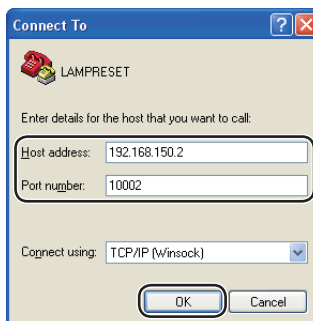 Connect To
LAMPRESET
Enter details for the host that you want to call:
Host address: 192.168.150.2
Port number: 10002
Connect using: TCP/IP (Winsock)
OK Cancel